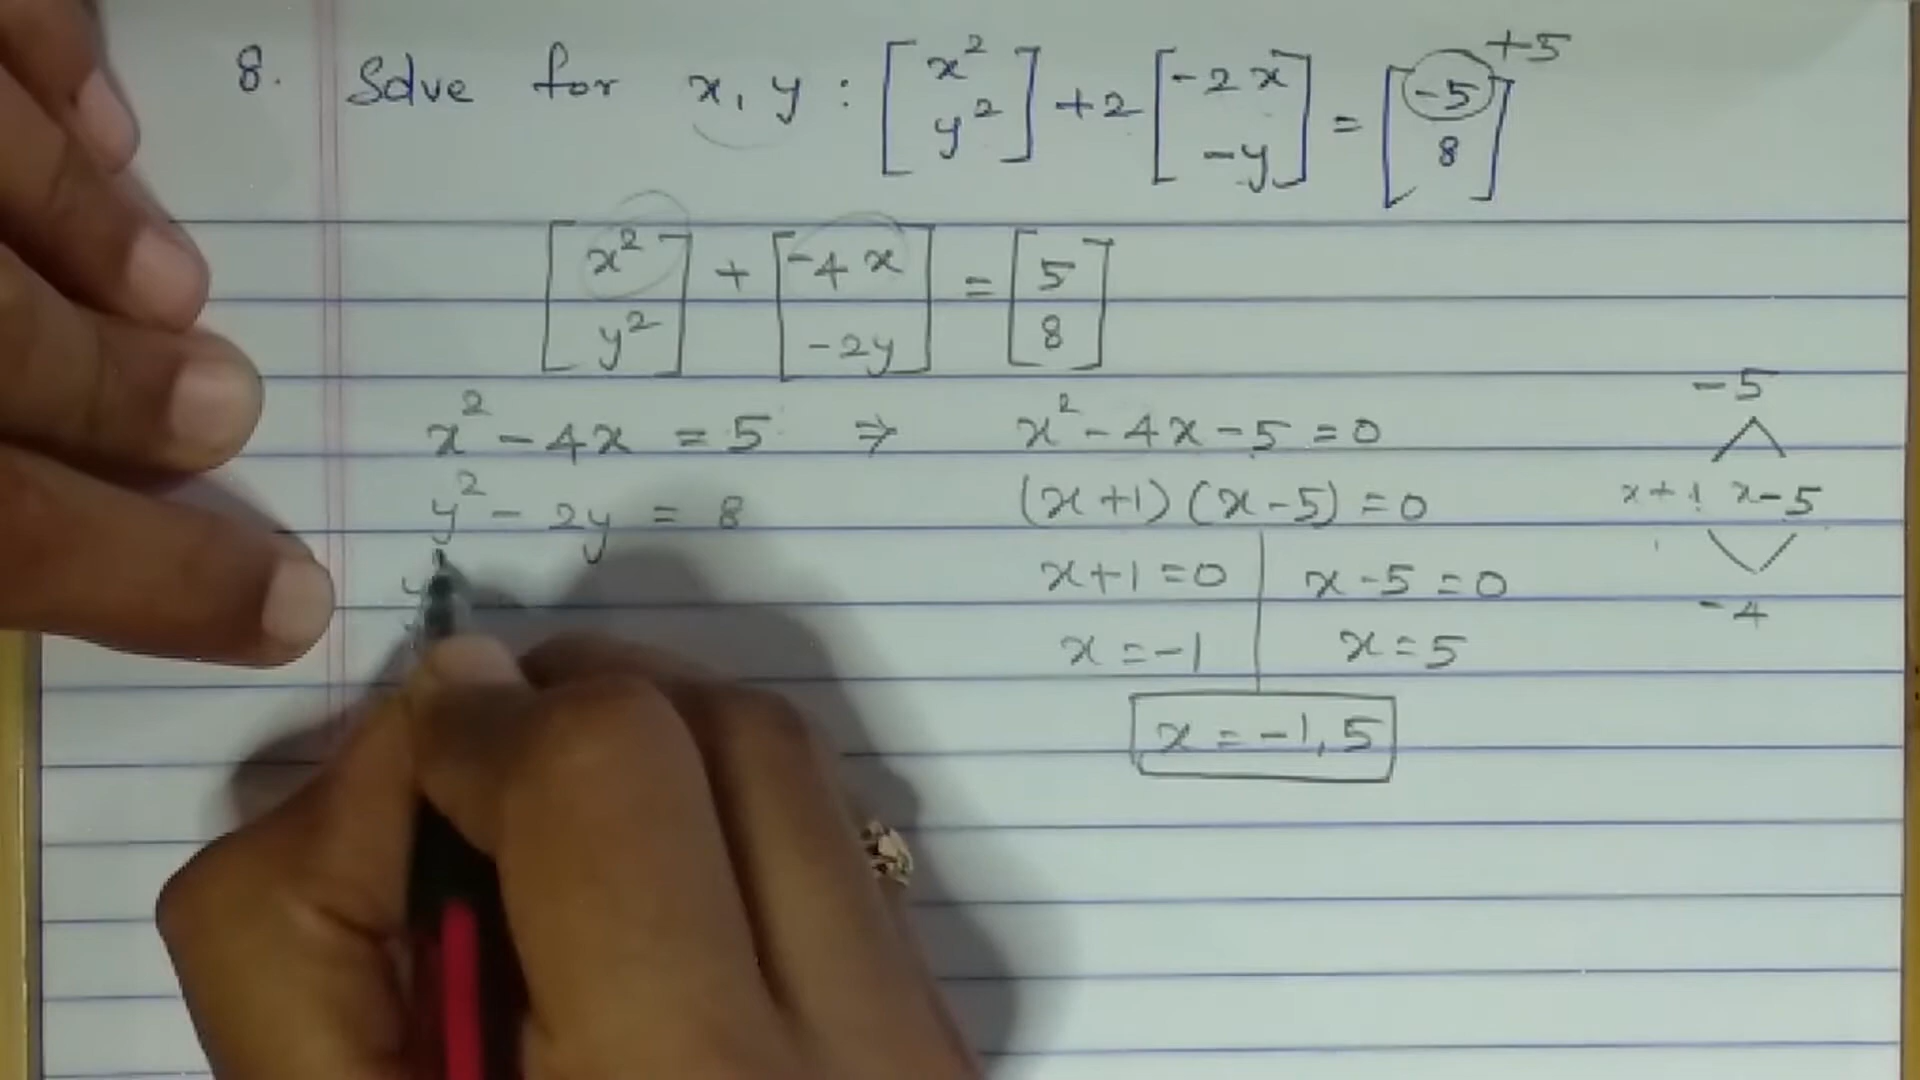 +5
8. Solve for x, y : [x² y²] + 2 [-2x -y] = [-5 8]
[x² y²] + [-4x -2y] = [5 8]
x² - 4x = 5 ⇒ x² - 4x - 5 = 0
y² - 2y = 8
(x+1) (x-5) = 0
x+1 = 0
x-5 = 0
x = -1
x = 5
x = -1, 5
-5
x+1 x-5
-4
y